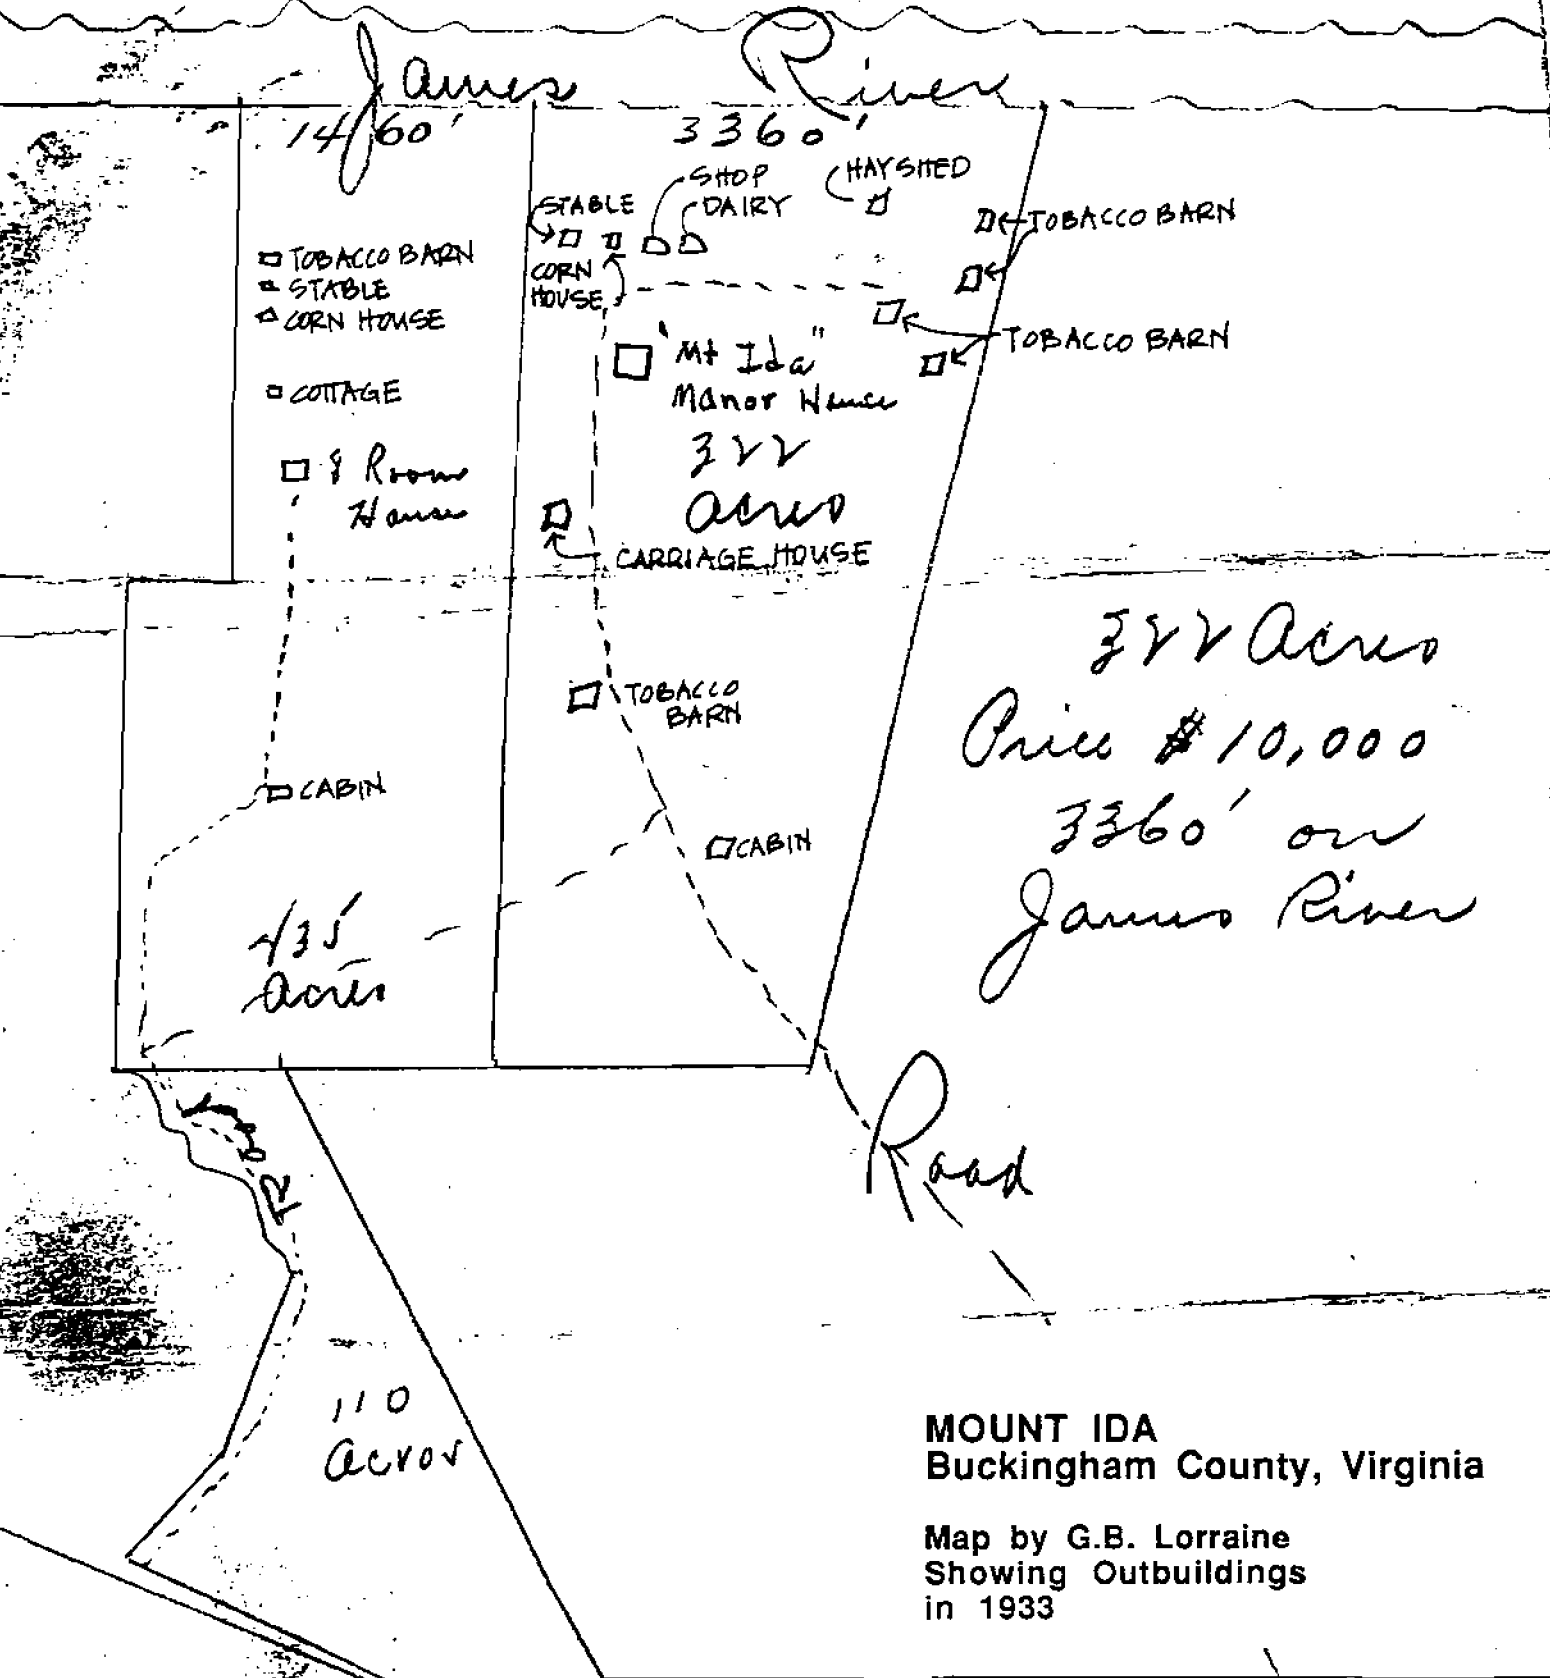 James River
1460' 3360'
SHOP
HAYSHED
STABLE
DAIRY
TOBACCO BARN
TOBACCO BARN
STABLE
CORN HOUSE
CORN
HOUSE
"Mt Ida"
Manor House
TOBACCO BARN
COTTAGE
322
acres
8 Room
House
CARRIAGE HOUSE
322 Acres
Price $10,000
3360' on
James River
TOBACCO
BARN
CABIN
CABIN
435
acres
Road
Road
110
acres
MOUNT IDA
Buckingham County, Virginia
Map by G.B. Lorraine
Showing Outbuildings
in 1933